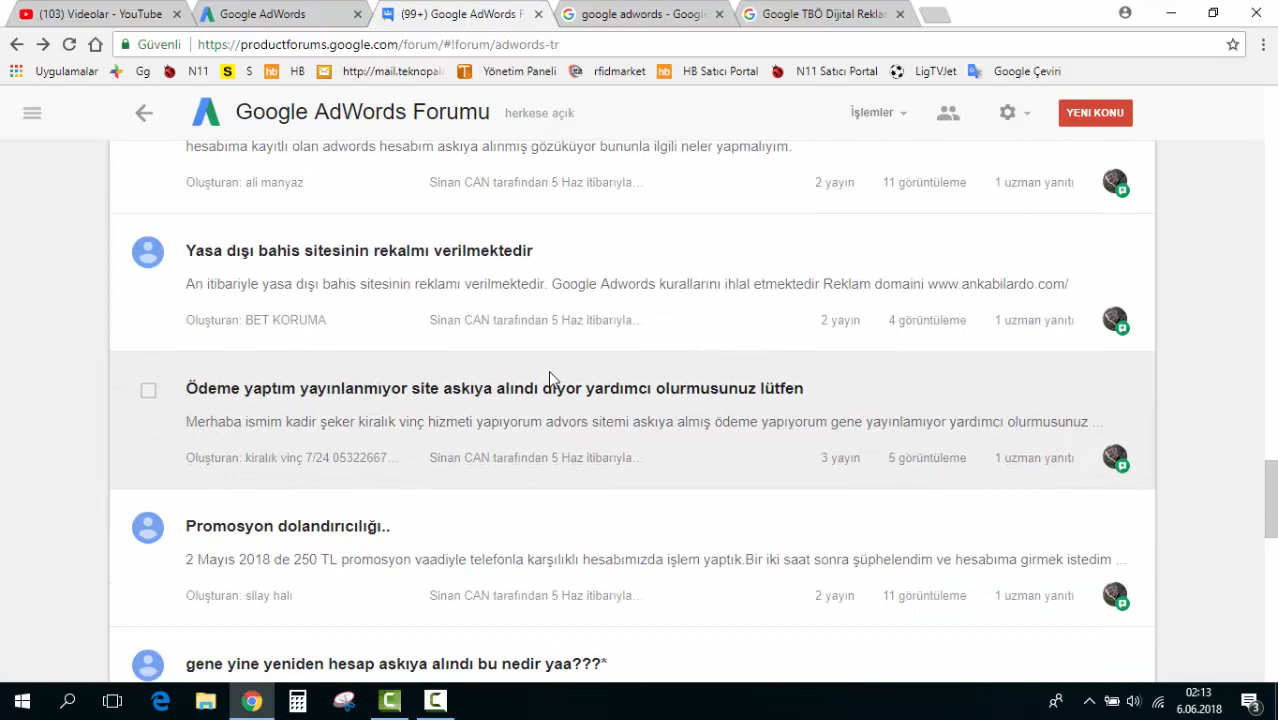 (103) Videolar - YouTube
Google AdWords
(99+) Google AdWords F
google adwords - Goog
Google TBÖ Dijital Rekla
Güvenli
https://productforums.google.com/forum/#!forum/adwords-tr
Uygulamalar
Gg
N11
S
S
hb
HB
http://mail.teknopal
Yönetim Paneli
rfidmarket
hb
HB Satıcı Portal
N11 Satıcı Portal
LigTVJet
Google Çeviri
Google AdWords Forumu
herkese açık
İşlemler
YENİ KONU
hesabıma kayıtlı olan adwords hesabım askıya alınmış gözüküyor bununla ilgili neler yapmalıyım.
Oluşturan: ali manyaz
Sinan CAN tarafından 5 Haz itibarıyla…
2 yayın
11 görüntüleme
1 uzman yanıtı
Yasa dışı bahis sitesinin rekalmı verilmektedir
An itibariyle yasa dışı bahis sitesinin reklamı verilmektedir. Google Adwords kurallarını ihlal etmektedir Reklam domaini www.ankabilardo.com/
Oluşturan: BET KORUMA
Sinan CAN tarafından 5 Haz itibarıyla…
2 yayın
4 görüntüleme
1 uzman yanıtı
Ödeme yaptım yayınlanmıyor site askıya alındı diyor yardımcı olurmusunuz lütfen
Merhaba ismim kadir şeker kiralık vinç hizmeti yapıyorum advors sitemi askıya almış ödeme yapıyorum gene yayınlamıyor yardımcı olurmusunuz ...
Oluşturan: kiralık vinç 7/24 05322667…
Sinan CAN tarafından 5 Haz itibarıyla…
3 yayın
5 görüntüleme
1 uzman yanıtı
Promosyon dolandırıcılığı..
2 Mayıs 2018 de 250 TL promosyon vaadiyle telefonla karşılıklı hesabımızda işlem yaptık.Bir iki saat sonra şüphelendim ve hesabıma girmek istedim ...
Oluşturan: silay halı
Sinan CAN tarafından 5 Haz itibarıyla…
2 yayın
11 görüntüleme
1 uzman yanıtı
gene yine yeniden hesap askıya alındı bu nedir yaa???*
02:13
6.06.2018
3